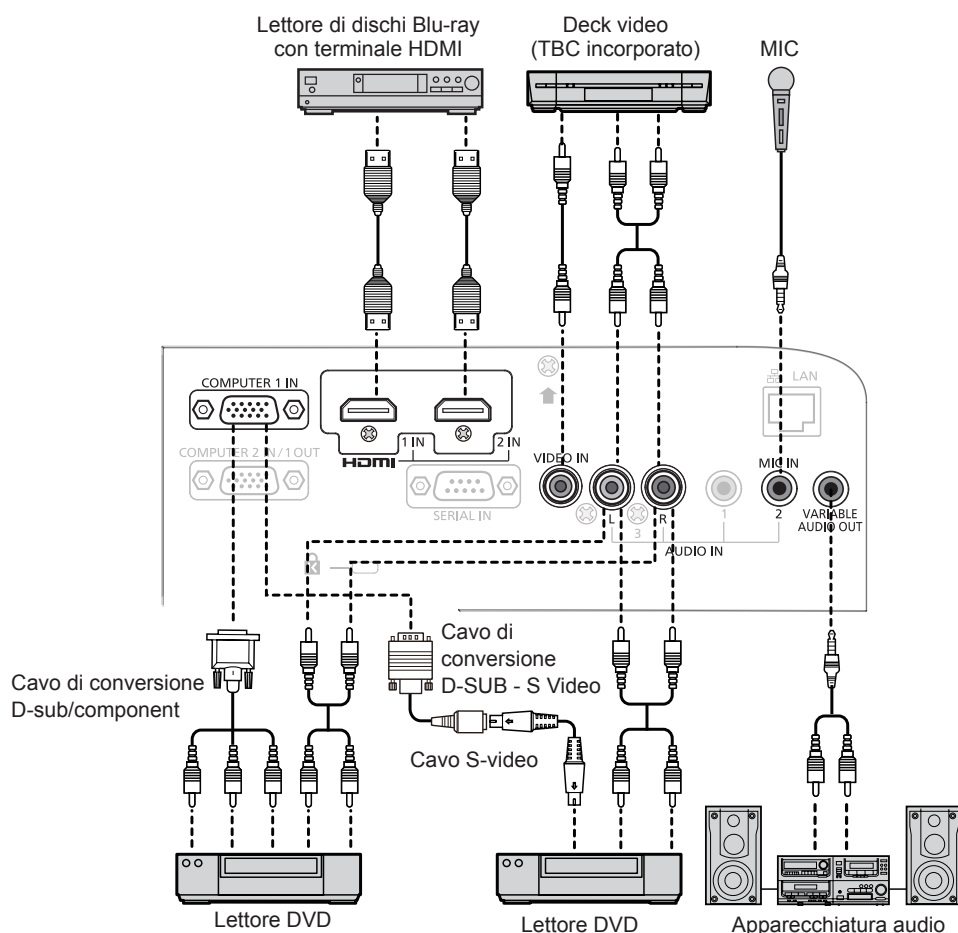 Lettore di dischi Blu-ray
con terminale HDMI
Deck video
(TBC incorporato)
MIC
COMPUTER 1 IN
LAN
COMPUTER 2 IN/1OUT
HDMI
1 IN
2 IN
VIDEO IN
MIC IN
SERIAL IN
L
R
1
2
VARIABLE
AUDIO OUT
3
AUDIO IN
K
Cavo di
conversione
D-SUB - S Video
Cavo di conversione
D-sub/component
Cavo S-video
Lettore DVD
Lettore DVD
Apparecchiatura audio